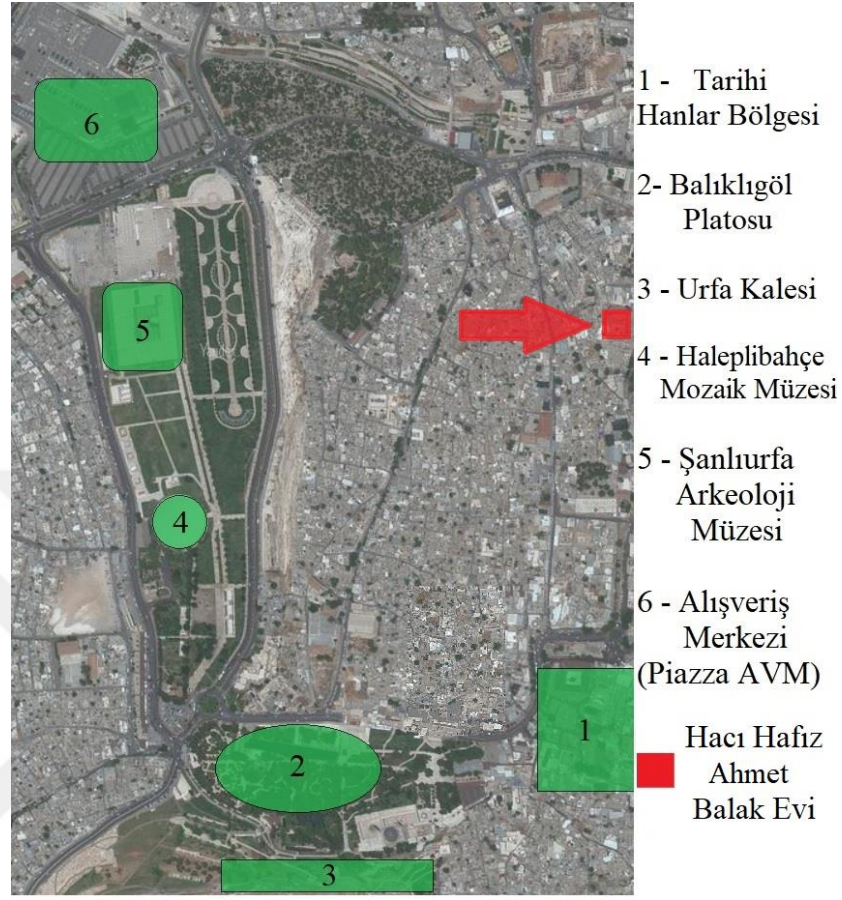 6
5
4
2
1
3
1 - Tarihi
Hanlar Bölgesi
2- Balıklıgöl
Platosu
3 - Urfa Kalesi
4 - Haleplibahçe
Mozaik Müzesi
5 - Şanlıurfa
Arkeoloji
Müzesi
6 - Alışveriş
Merkezi
(Piazza AVM)
Hacı Hafız
Ahmet
Balak Evi